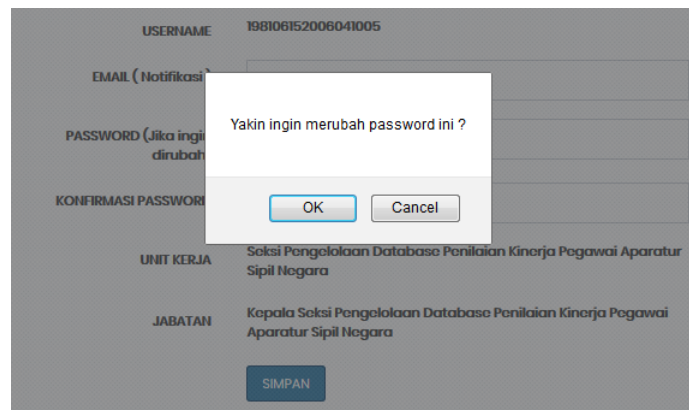 USERNAME 198106152006041005
EMAIL ( Notifikasi )
Yakin ingin merubah password ini ?
PASSWORD (Jika ingi
dirubah
KONFIRMASI PASSWOR
OK Cancel
UNIT KERJA Seksi Pengelolaan Database Penilaian Kinerja Pegawai Aparatur
Sipil Negara
JABATAN Kepala Seksi Pengelolaan Database Penilaian Kinerja Pegawai
Aparatur Sipil Negara
SIMPAN